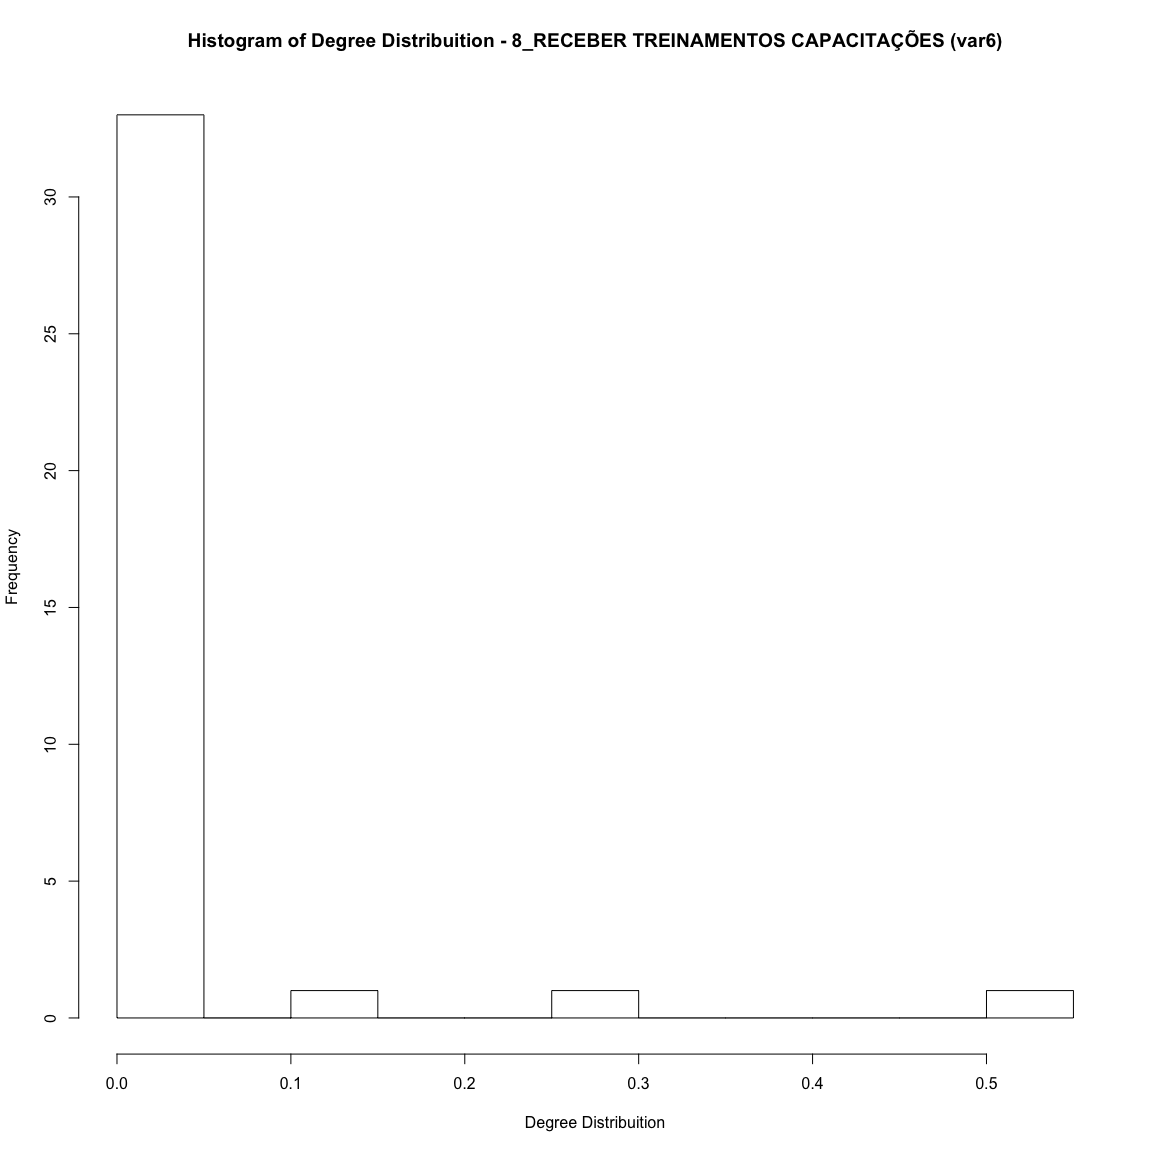 Histogram of Degree Distribuition - 8_RECEBER TREINAMENTOS CAPACITAÇÕES (var6)
Frequency
30
25
20
15
10
5
0
0.0 0.1 0.2 0.3 0.4 0.5
Degree Distribuition